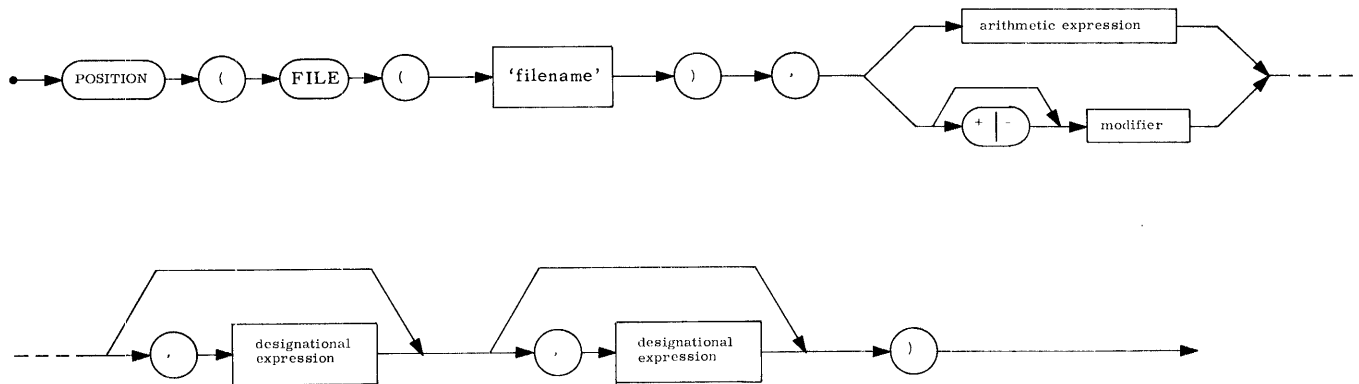 POSITION ( FILE ( 'filename' ) , arithmetic expression
+ | - modifier
, designational expression , designational expression )